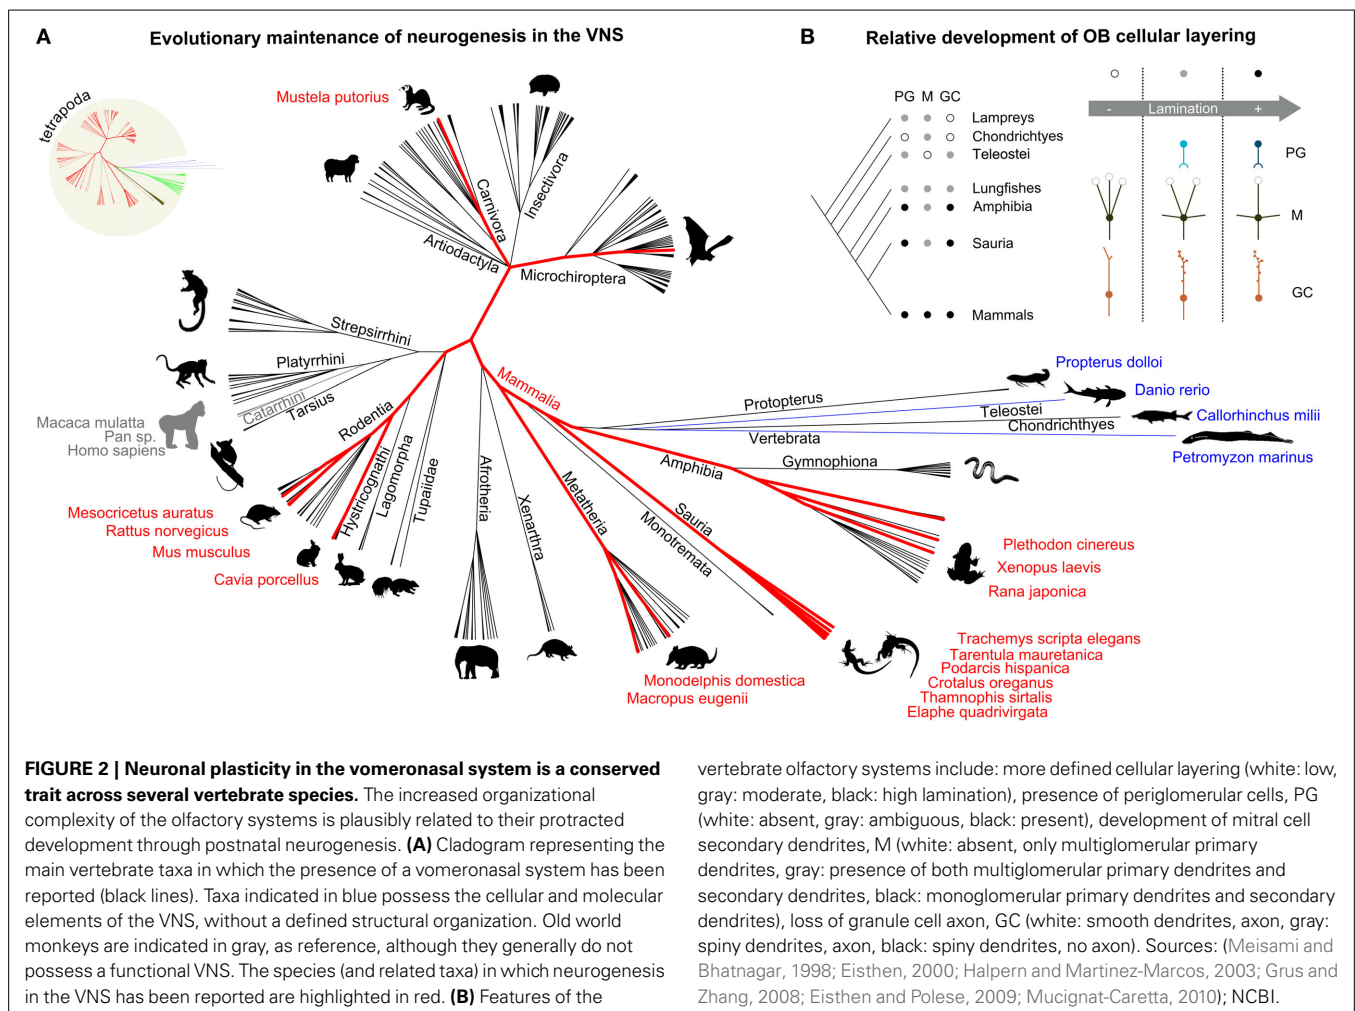 A
Evolutionary maintenance of neurogenesis in the VNS
tetrapoda
Mustela putorius
Carnivora
Insectivora
Artiodactyla
Microchiroptera
Strepsirrhini
Platyrrhini
Catarrhini
Tarsius
Macaca mulatta
Pan sp.
Homo sapiens
Rodentia
Hystricognathi
Lagomorpha
Tupaiidae
Afrotheria
Xenarthra
Mammalia
Metatheria
Monotremata
Sauria
Amphibia
Gymnophiona
Protopterus
Teleostei
Chondrichthyes
Vertebrata
Propterus dolloi
Danio rerio
Callorhinchus milii
Petromyzon marinus
Mesocricetus auratus
Rattus norvegicus
Mus musculus
Cavia porcellus
Monodelphis domestica
Macropus eugenii
Plethodon cinereus
Xenopus laevis
Rana japonica
Trachemys scripta elegans
Tarentula mauretanica
Podarcis hispanica
Crotalus oreganus
Thamnophis sirtalis
Elaphe quadrivirgata
B
Relative development of OB cellular layering
PG M GC
Lampreys
Chondrichtyes
Teleostei
Lungfishes
Amphibia
Sauria
Mammals
- Lamination +
PG
M
GC
FIGURE 2 | Neuronal plasticity in the vomeronasal system is a conserved
trait across several vertebrate species. The increased organizational
complexity of the olfactory systems is plausibly related to their protracted
development through postnatal neurogenesis. (A) Cladogram representing the
main vertebrate taxa in which the presence of a vomeronasal system has been
reported (black lines). Taxa indicated in blue possess the cellular and molecular
elements of the VNS, without a defined structural organization. Old world
monkeys are indicated in gray, as reference, although they generally do not
possess a functional VNS. The species (and related taxa) in which neurogenesis
in the VNS has been reported are highlighted in red. (B) Features of the
vertebrate olfactory systems include: more defined cellular layering (white: low,
gray: moderate, black: high lamination), presence of periglomerular cells, PG
(white: absent, gray: ambiguous, black: present), development of mitral cell
secondary dendrites, M (white: absent, only multiglomerular primary
dendrites, gray: presence of both multiglomerular primary dendrites and
secondary dendrites, black: monoglomerular primary dendrites and secondary
dendrites), loss of granule cell axon, GC (white: smooth dendrites, axon, gray:
spiny dendrites, axon, black: spiny dendrites, no axon). Sources: (Meisami and
Bhatnagar, 1998; Eisthen, 2000; Halpern and Martinez-Marcos, 2003; Grus and
Zhang, 2008; Eisthen and Polese, 2009; Mucignat-Caretta, 2010); NCBI.